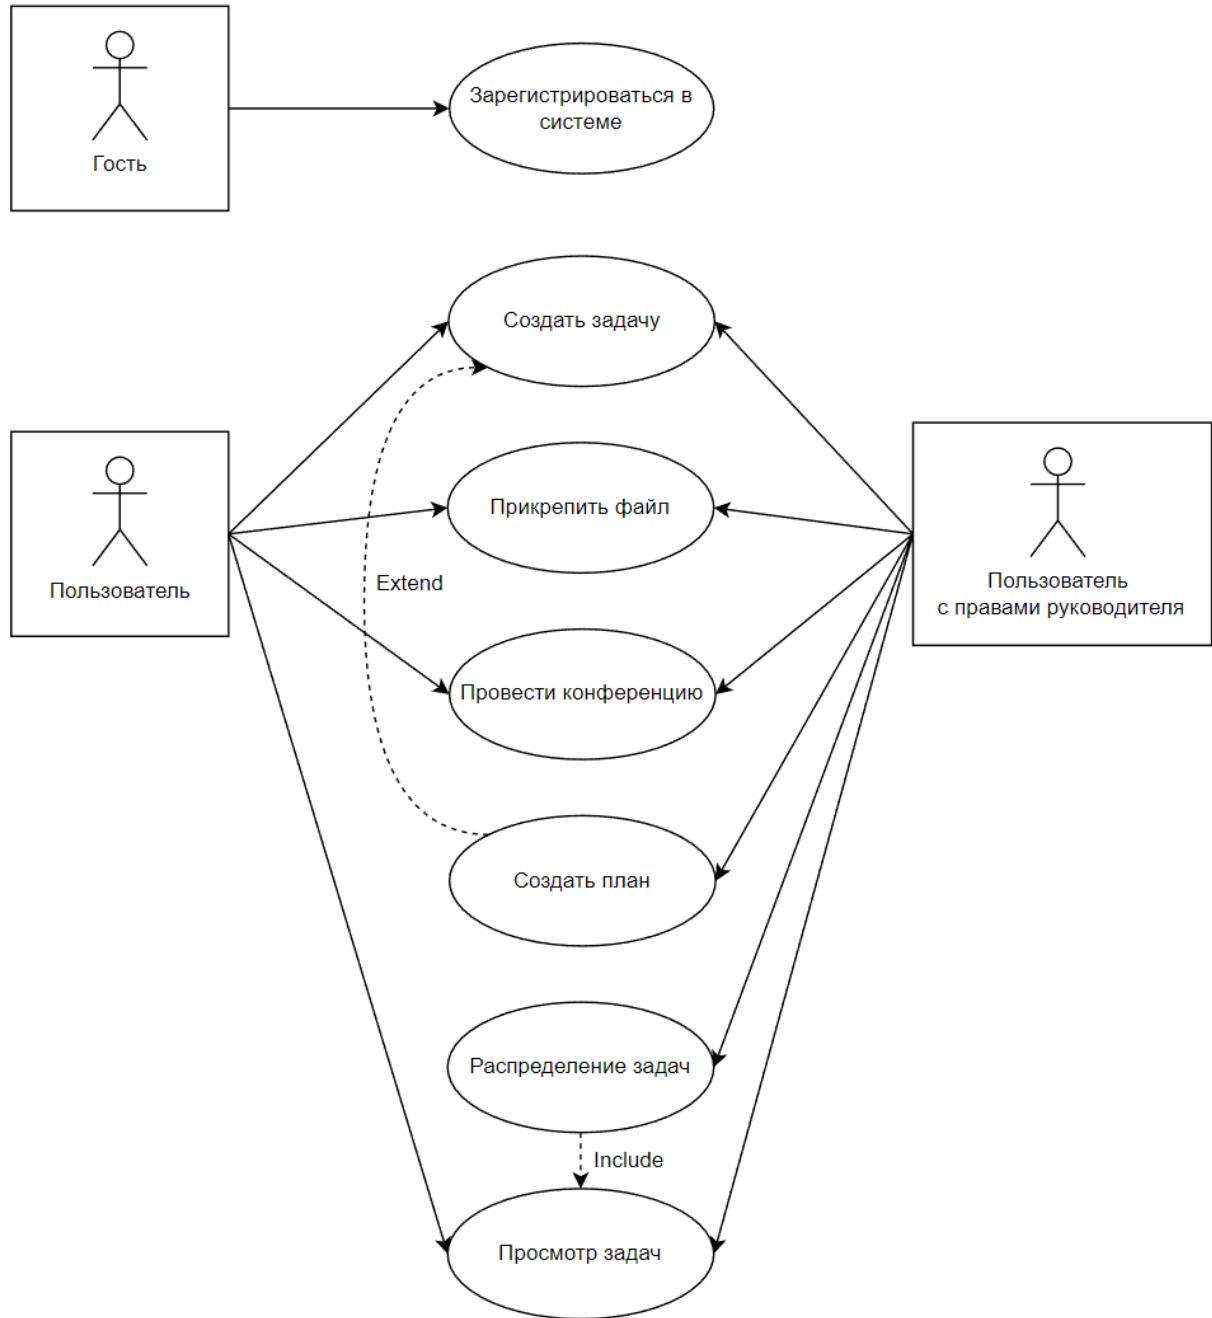 Зарегистрироваться в
системе
Гость
Создать задачу
Прикрепить файл
Extend
Пользователь
Пользователь
с правами руководителя
Провести конференцию
Создать план
Распределение задач
Include
Просмотр задач